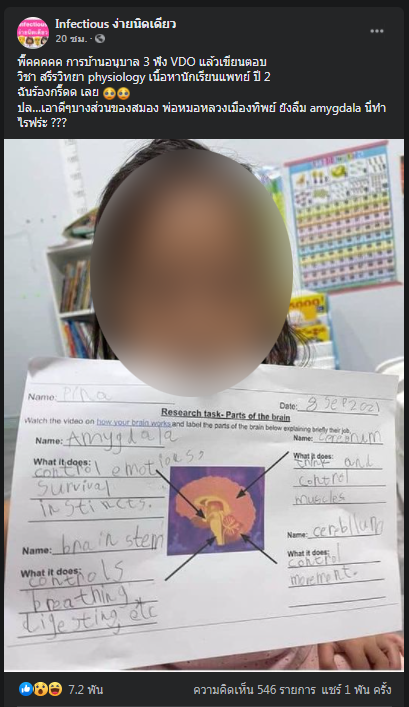 Infectious ง่ายนิดเดียว
20 ชม.
พี๊คคคคค การบ้านอนุบาล 3 ฟัง VDO แล้วเขียนตอบ
วิชา สรีรวิทยา physiology เนื้อหานักเรียนแพทย์ ปี 2
ฉันร้องกรี๊ดด เลย 🥺🥺
ปล...เอาดีๆบางส่วนของสมอง พ่อหมอหลวงเมืองทิพย์ ยังลืม amygdala นี่ทำ
ไรฟร่ะ ???
Name:
Date: 8 Sep 2021
Research task- Parts of the brain
Watch the video on how your brain works and label the parts of the brain below explaining briefly their job.
Name: Amygdala
What it does:
control emotions
survival
instincts.
Name: cereorum
What it does:
think and
control
muscles
Name: brain stem
What it does:
controls
breathing
digesting etc
Name: cerbllum
What it does:
control
movement.
7.2 พัน
ความคิดเห็น 546 รายการ แชร์ 1 พัน ครั้ง